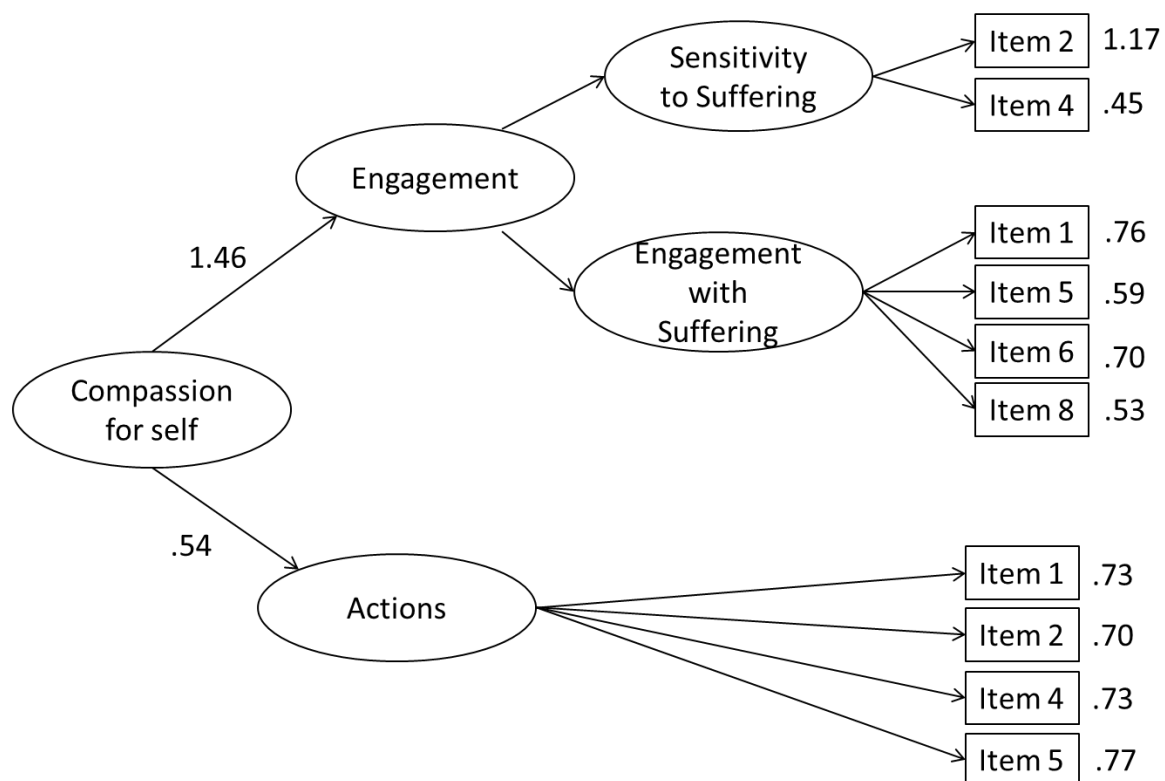 Sensitivity
to Suffering
Item 2 1.17
Item 4 .45
Engagement
1.46
Engagement
with
Suffering
Item 1 .76
Item 5 .59
Item 6 .70
Item 8 .53
Compassion
for self
.54
Actions
Item 1 .73
Item 2 .70
Item 4 .73
Item 5 .77